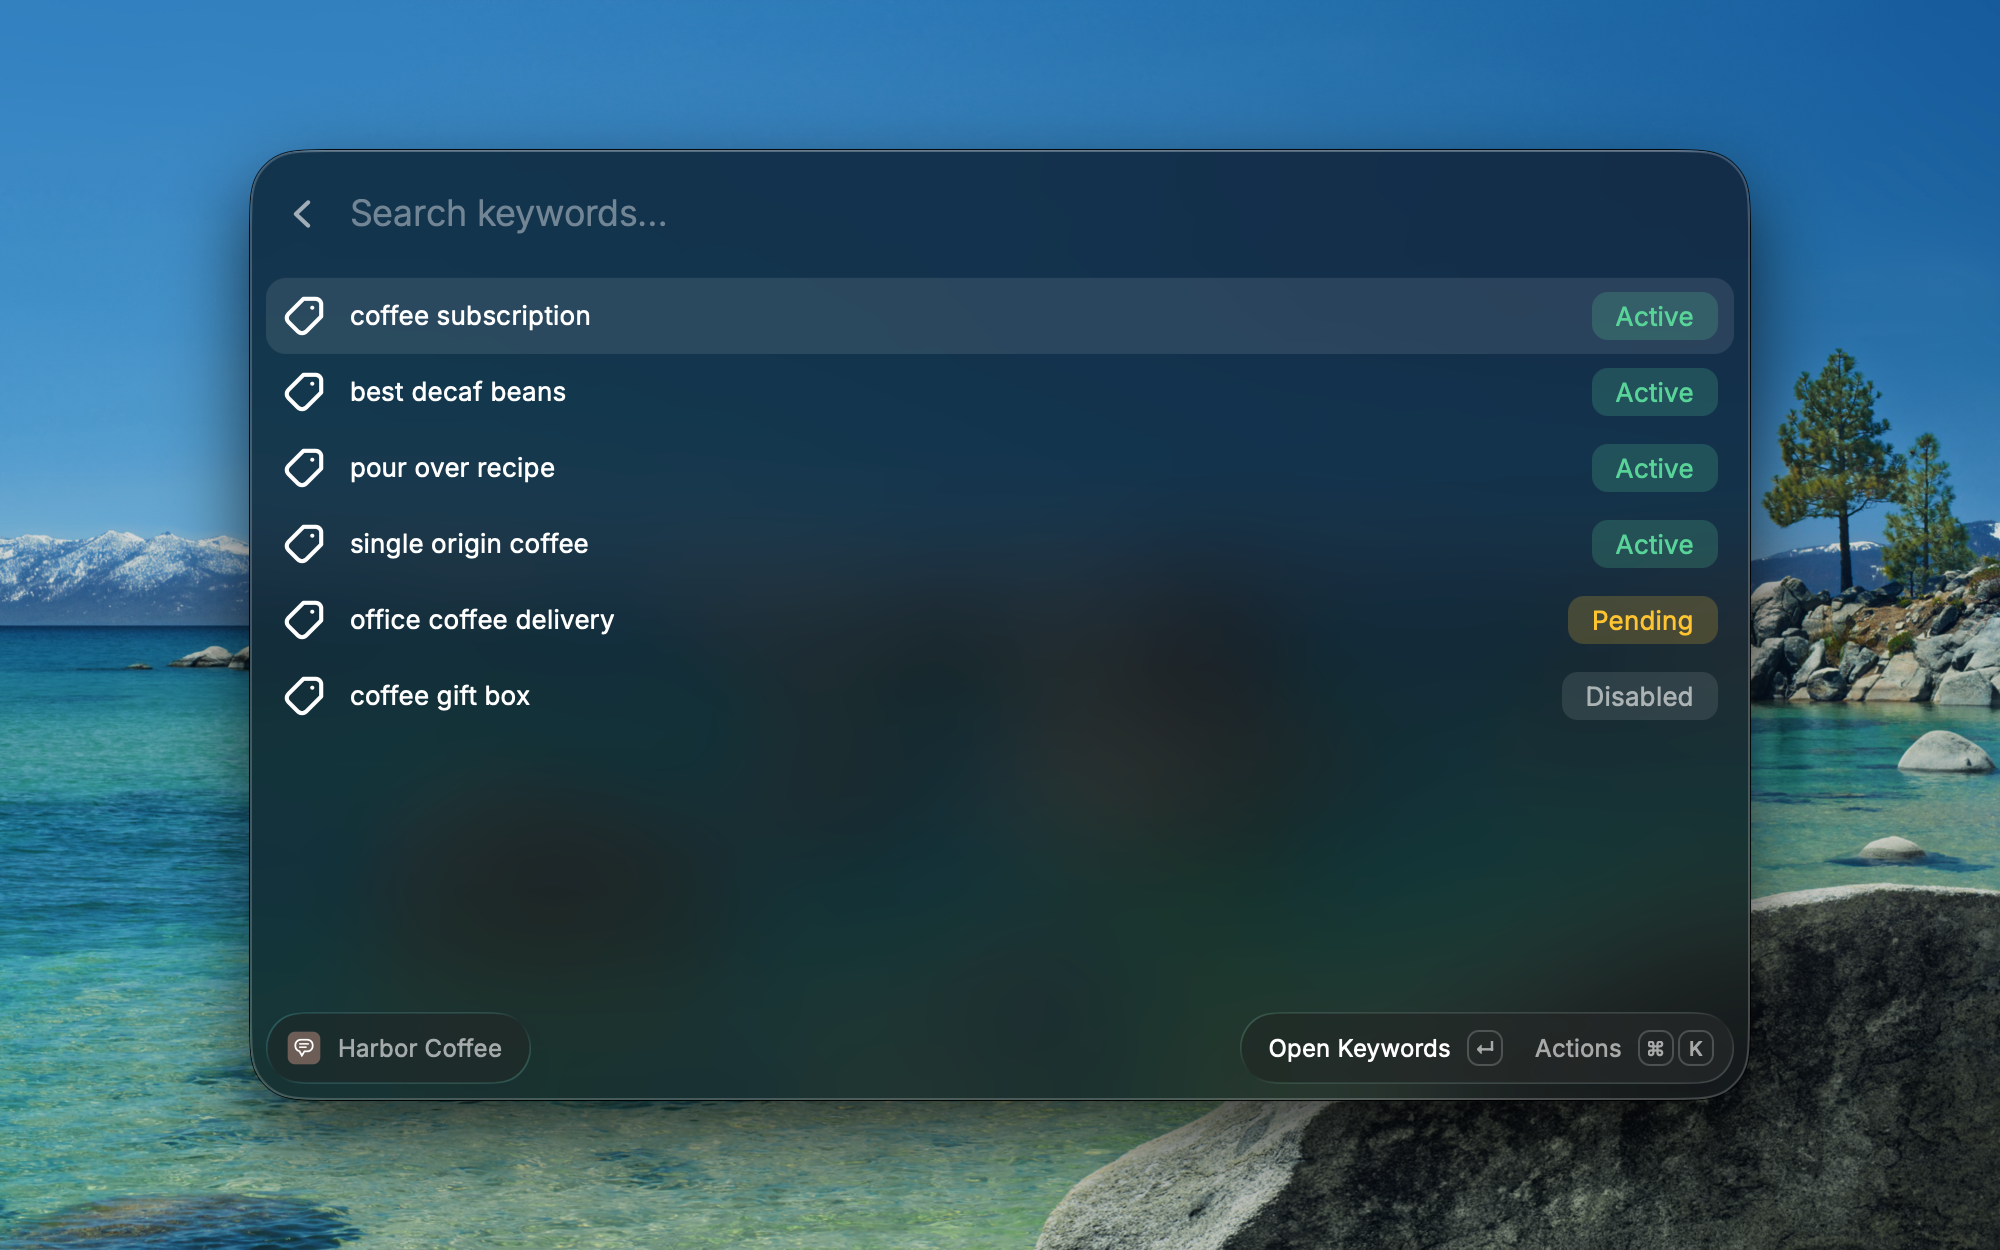 Search keywords...
coffee subscription Active
best decaf beans Active
pour over recipe Active
single origin coffee Active
office coffee delivery Pending
coffee gift box Disabled
Harbor Coffee Open Keywords ↵ Actions ⌘ K